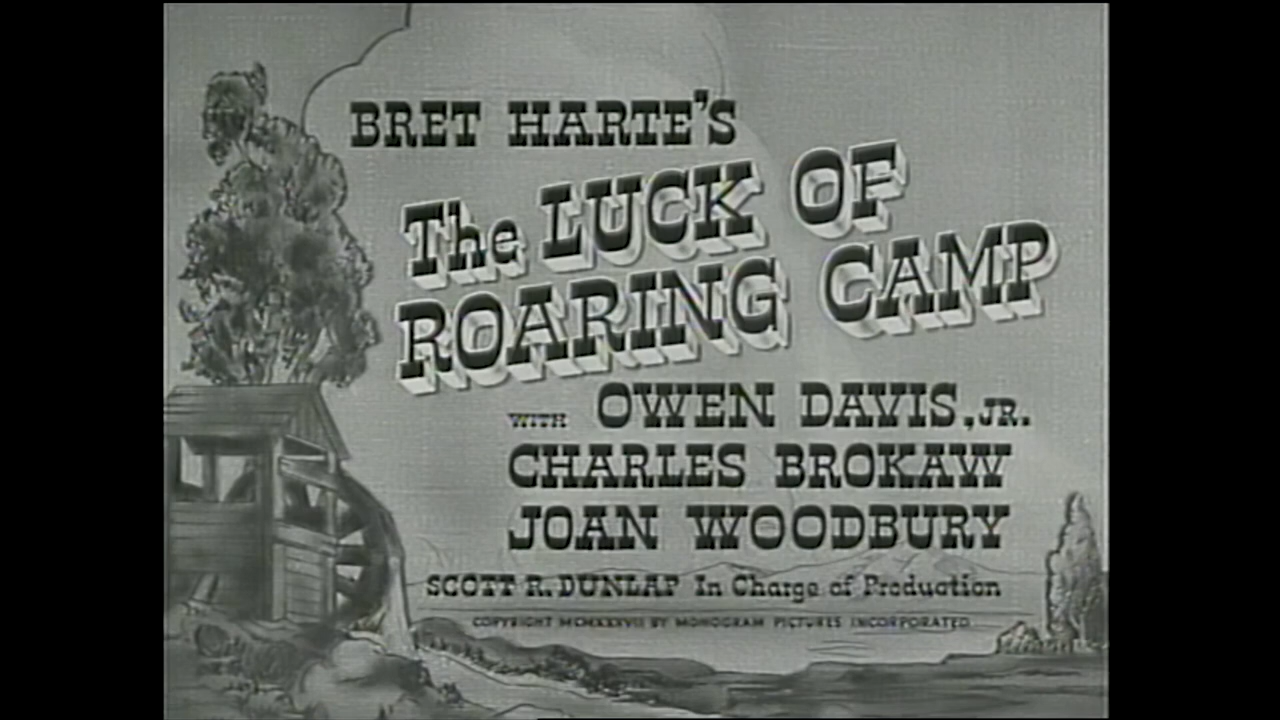 BRET HARTE'S
The LUCK OF
ROARING CAMP
WITH OWEN DAVIS, JR.
CHARLES BROKAW
JOAN WOODBURY
SCOTT R. DUNLAP In Charge of Production
COPYRIGHT MCMXXXVII BY MONOGRAM PICTURES INCORPORATED